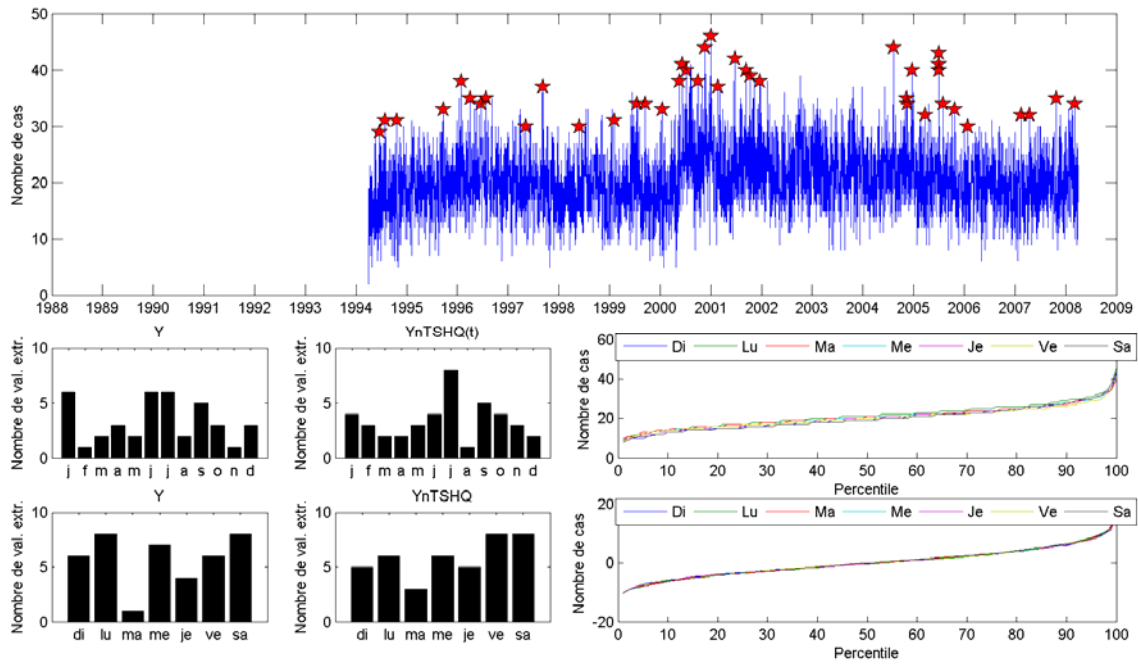 50
40
30
20
10
0
Nombre de cas
1988 1989 1990 1991 1992 1993 1994 1995 1996 1997 1998 1999 2000 2001 2002 2003 2004 2005 2006 2007 2008 2009
Y
10
5
0
Nombre de val. extr.
j f m a m j j a s o n d
YnTSHQ(t)
10
5
0
Nombre de val. extr.
j f m a m j j a s o n d
60
40
20
0
Nombre de cas
Di Lu Ma Me Je Ve Sa
0 10 20 30 40 50 60 70 80 90 100
Percentile
Y
10
5
0
Nombre de val. extr.
di lu ma me je ve sa
YnTSHQ
10
5
0
Nombre de val. extr.
di lu ma me je ve sa
20
0
-20
Nombre de cas
Di Lu Ma Me Je Ve Sa
0 10 20 30 40 50 60 70 80 90 100
Percentile